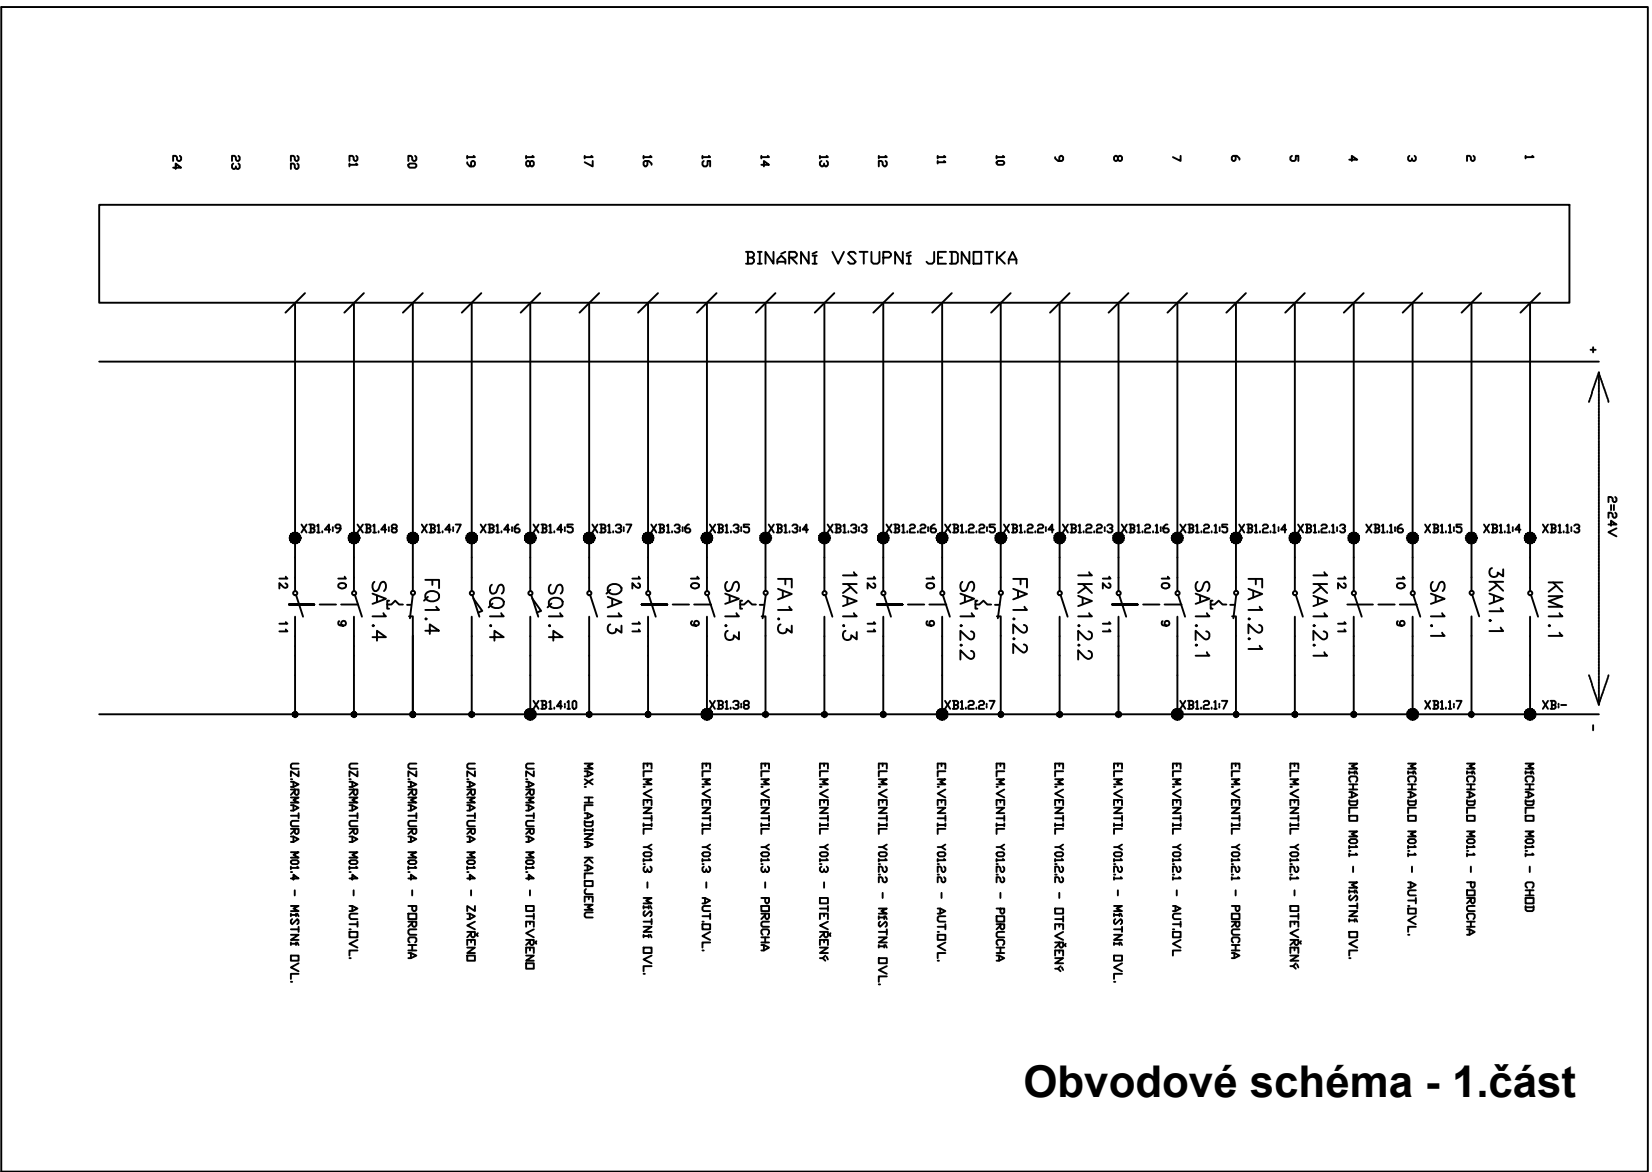 24
23
22
21
20
19
18
17
16
15
14
13
12
11
10
9
8
7
6
5
4
3
2
1
BINÁRNÍ VSTUPNÍ JEDNOTKA
+
2=24V
-
XB1.4:9
XB1.4:8
XB1.4:7
XB1.4:6
XB1.4:5
XB1.3:7
XB1.3:6
XB1.3:5
XB1.3:4
XB1.3:3
XB1.2.2:6
XB1.2.2:5
XB1.2.2:4
XB1.2.2:3
XB1.2.1:6
XB1.2.1:5
XB1.2.1:4
XB1.2.1:3
XB1.1:6
XB1.1:5
XB1.1:4
XB1.1:3
12
11
10
9
SA1.4
FQ1.4
SQ1.4
SQ1.4
QA13
12
11
10
9
SA1.3
FA1.3
1KA1.3
12
11
10
9
SA1.2.2
FA1.2.2
1KA1.2.2
12
11
10
9
SA1.2.1
FA1.2.1
1KA1.2.1
12
11
10
9
SA1.1
3KA1.1
KM1.1
XB1.4:10
XB1.3:8
XB1.2.2:7
XB1.2.1:7
XB1.1:7
XB:-
UZ.ARMATURA M01.4 - MÍSTNÍ OVL.
UZ.ARMATURA M01.4 - AUT.OVL.
UZ.ARMATURA M01.4 - PORUCHA
UZ.ARMATURA M01.4 - ZAVŘENO
UZ.ARMATURA M01.4 - OTEVŘENO
MAX. HLADINA KALOJEMU
ELM.VENTIL Y01.3 - MÍSTNÍ OVL.
ELM.VENTIL Y01.3 - AUT.OVL.
ELM.VENTIL Y01.3 - PORUCHA
ELM.VENTIL Y01.3 - OTEVŘENÝ
ELM.VENTIL Y01.2.2 - MÍSTNÍ OVL.
ELM.VENTIL Y01.2.2 - AUT.OVL.
ELM.VENTIL Y01.2.2 - PORUCHA
ELM.VENTIL Y01.2.2 - OTEVŘENÝ
ELM.VENTIL Y01.2.1 - MÍSTNÍ OVL.
ELM.VENTIL Y01.2.1 - AUT.OVL
ELM.VENTIL Y01.2.1 - PORUCHA
ELM.VENTIL Y01.2.1 - OTEVŘENÝ
MÍCHADLO M01.1 - MÍSTNÍ OVL.
MÍCHADLO M01.1 - AUT.OVL.
MÍCHADLO M01.1 - PORUCHA
MÍCHADLO M01.1 - CHOD
Obvodové schéma - 1.část